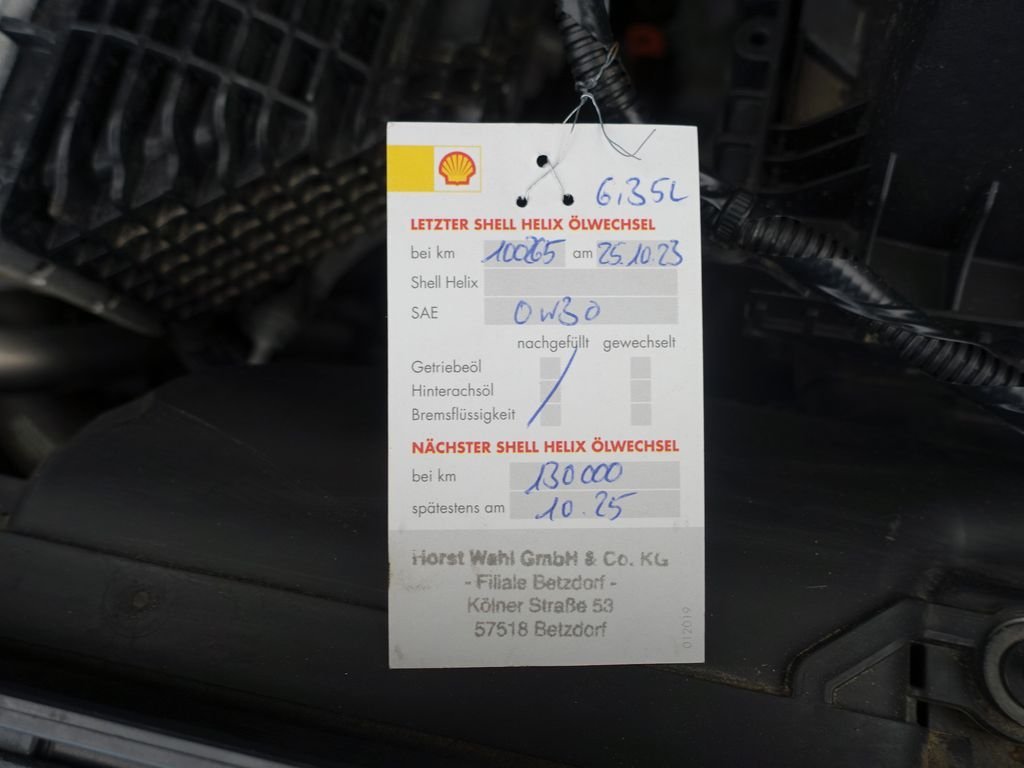 6,35L
LETZTER SHELL HELIX ÖLWECHSEL
bei km 100265 am 25.10.23
Shell Helix
SAE 0W30
nachgefüllt gewechselt
Getriebeöl
Hinterachsöl
Bremsflüssigkeit
NÄCHSTER SHELL HELIX ÖLWECHSEL
bei km 130000
spätestens am 10.25
Horst Wahl GmbH & Co. KG
- Filiale Betzdorf -
Kölner Straße 53
57518 Betzdorf
012019